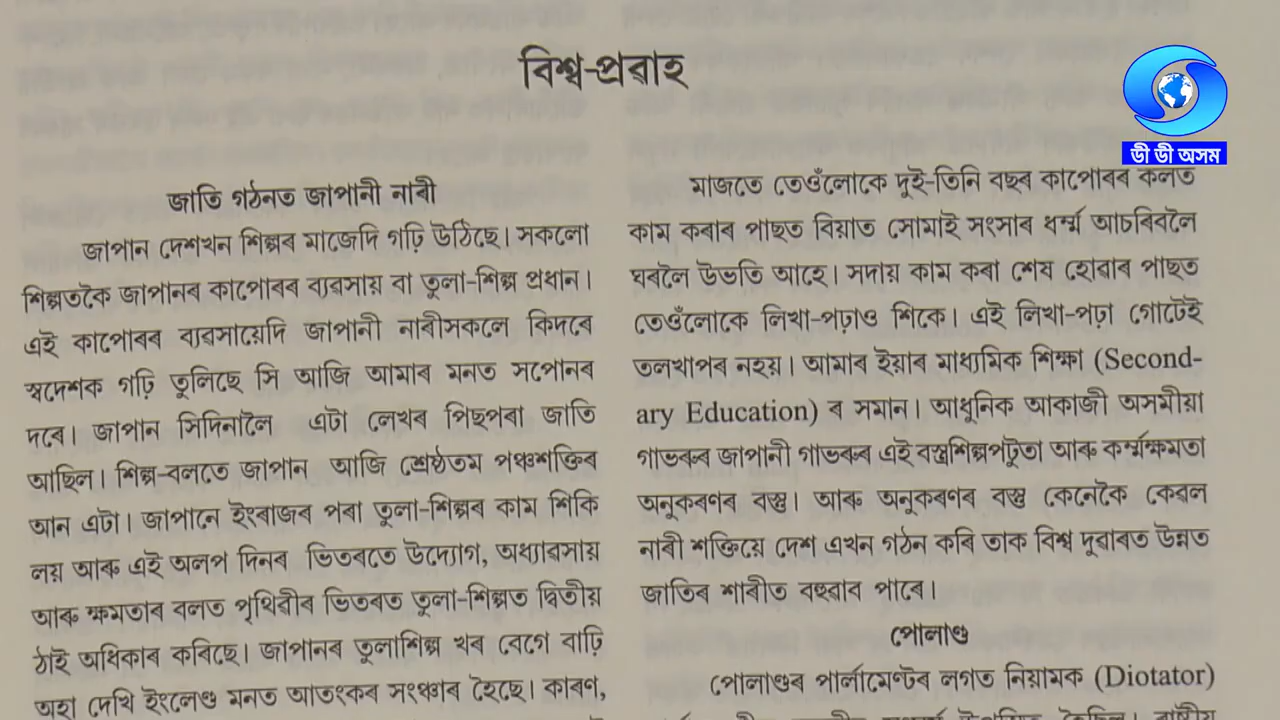 বিশ্ব-প্ৰৱাহ
ডী ডী অসম
জাতি গঠনত জাপানী নাৰী
জাপান দেশখন শিল্পৰ মাজেদি গঢ়ি উঠিছে। সকলো
শিল্পতকৈ জাপানৰ কাপোৰৰ ব্যৱসায় বা তুলা-শিল্প প্ৰধান।
এই কাপোৰৰ ব্যৱসায়েদি জাপানী নাৰীসকলে কিদৰে
স্বদেশক গঢ়ি তুলিছে সি আজি আমাৰ মনত সপোনৰ
দৰে। জাপান সিদিনালৈ এটা লেখৰ পিছপৰা জাতি
আছিল। শিল্প-বলতে জাপান আজি শ্ৰেষ্ঠতম পঞ্চশক্তিৰ
আন এটা। জাপানে ইংৰাজৰ পৰা তুলা-শিল্পৰ কাম শিকি
লয় আৰু এই অলপ দিনৰ ভিতৰতে উদ্যোগ, অধ্যাৱসায়
আৰু ক্ষমতাৰ বলত পৃথিৱীৰ ভিতৰত তুলা-শিল্পত দ্বিতীয়
ঠাই অধিকাৰ কৰিছে। জাপানৰ তুলাশিল্প খৰ বেগে বাঢ়ি
অহা দেখি ইংলেণ্ড মনত আতংকৰ সংঞ্চাৰ হৈছে। কাৰণ,
মাজতে তেওঁলোকে দুই-তিনি বছৰ কাপোৰৰ কলত
কাম কৰাৰ পাছত বিয়াত সোমাই সংসাৰ ধৰ্ম্ম আচৰিবলৈ
ঘৰলৈ উভতি আহে। সদায় কাম কৰা শেষ হোৱাৰ পাছত
তেওঁলোকে লিখা-পঢ়াও শিকে। এই লিখা-পঢ়া গোটেই
তলখাপৰ নহয়। আমাৰ ইয়াৰ মাধ্যমিক শিক্ষা (Second-
ary Education) ৰ সমান। আধুনিক আকাজী অসমীয়া
গাভৰুৰ জাপানী গাভৰুৰ এই বস্ত্ৰশিল্পপটুতা আৰু কৰ্ম্মক্ষমতা
অনুকৰণৰ বস্তু। আৰু অনুকৰণৰ বস্তু কেনেকৈ কেৱল
নাৰী শক্তিয়ে দেশ এখন গঠন কৰি তাক বিশ্ব দুৱাৰত উন্নত
জাতিৰ শাৰীত বহুৱাব পাৰে।
পোলাণ্ড
পোলাণ্ডৰ পাৰ্লামেণ্টৰ লগত নিয়ামক (Diotator)